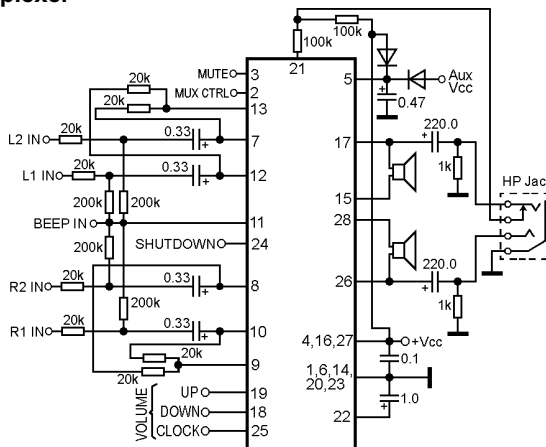 100k
100k
21
20k
20k
MUTE
MUX CTRL
3
2
13
5
Aux
Vcc
0.47
L2 IN
20k
0.33
7
17
220.0
1k
L1 IN
20k
0.33
12
HP Jac
200k
200k
15
BEEP IN
11
28
200k
SHUTDOWN
24
R2 IN
20k
0.33
8
26
220.0
1k
200k
R1 IN
20k
0.33
10
4,16,27
+Vcc
20k
9
0.1
20k
1,6,14,
20,23
VOLUME
UP
19
DOWN
18
1.0
CLOCK
25
22